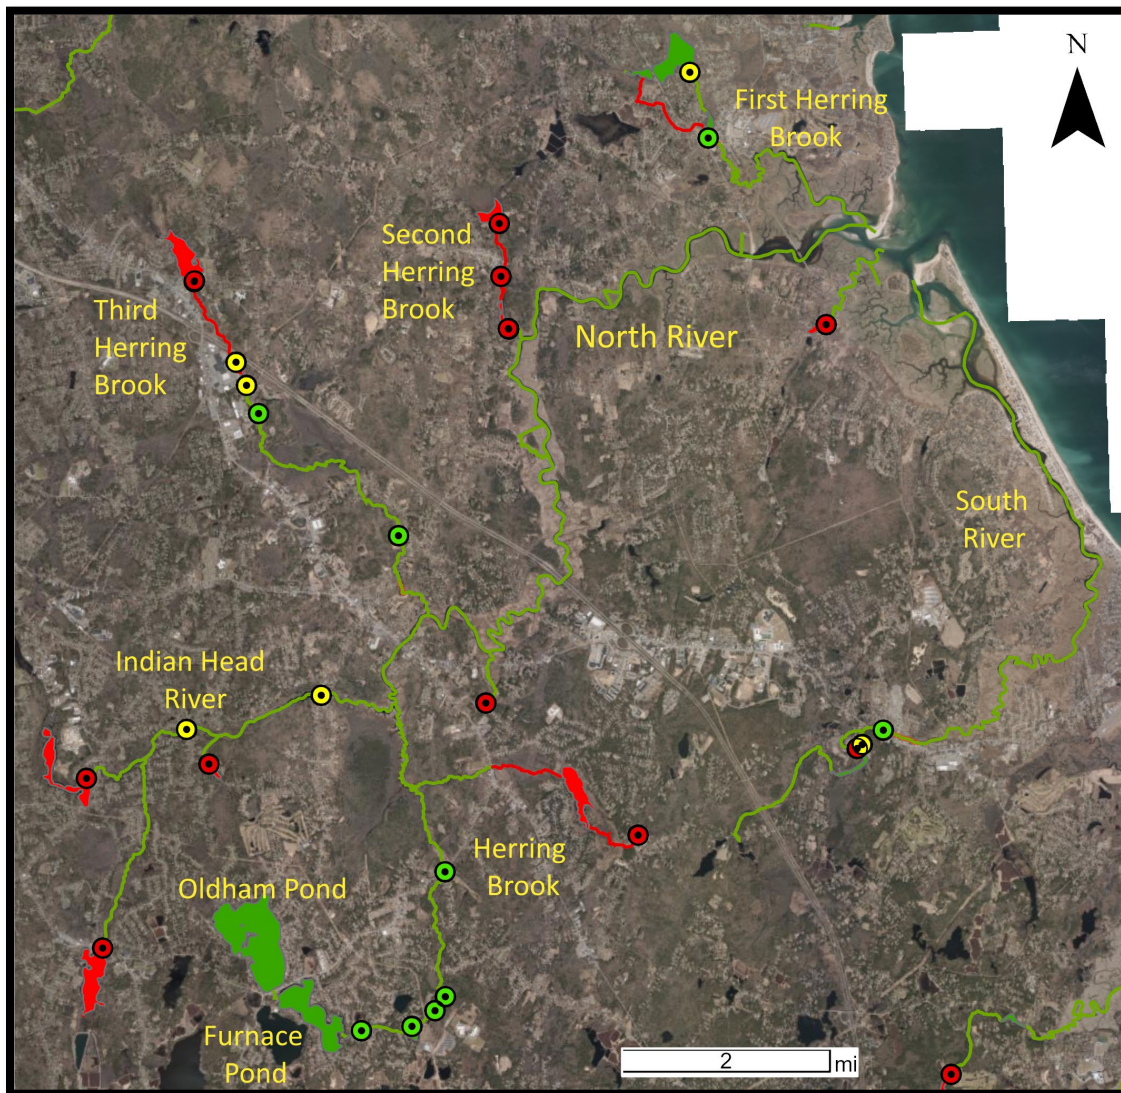 N
First Herring
Brook
Second
Herring
Brook
Third
Herring
Brook
North River
South
River
Indian Head
River
Herring
Brook
Oldham Pond
Furnace
Pond
2
mi